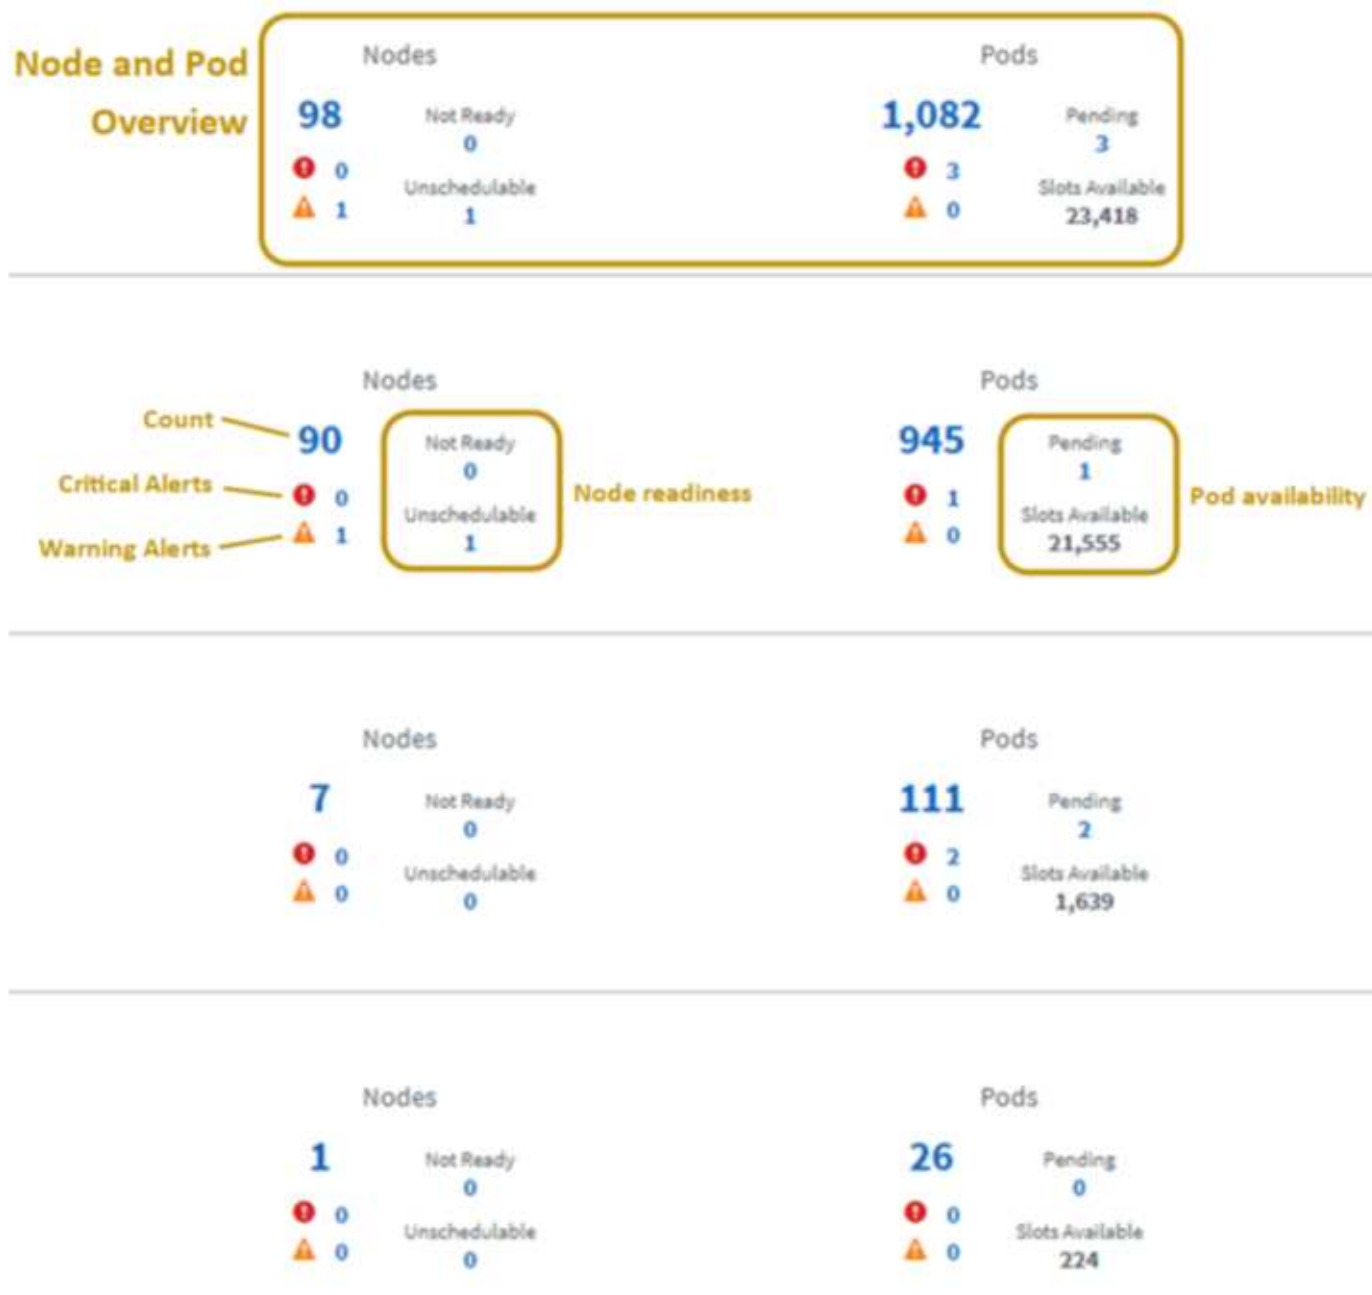 Node and Pod
Overview
Nodes
Pods
98
Not Ready
0
0
1
Unschedulable
1
1,082
Pending
3
3
0
Slots Available
23,418
Nodes
Pods
Count
90
Not Ready
0
Critical Alerts
0
Warning Alerts
1
Unschedulable
1
Node readiness
945
Pending
1
1
0
Slots Available
21,555
Pod availability
Nodes
Pods
7
Not Ready
0
0
0
Unschedulable
0
111
Pending
2
2
0
Slots Available
1,639
Nodes
Pods
1
Not Ready
0
0
0
Unschedulable
0
26
Pending
0
0
0
Slots Available
224